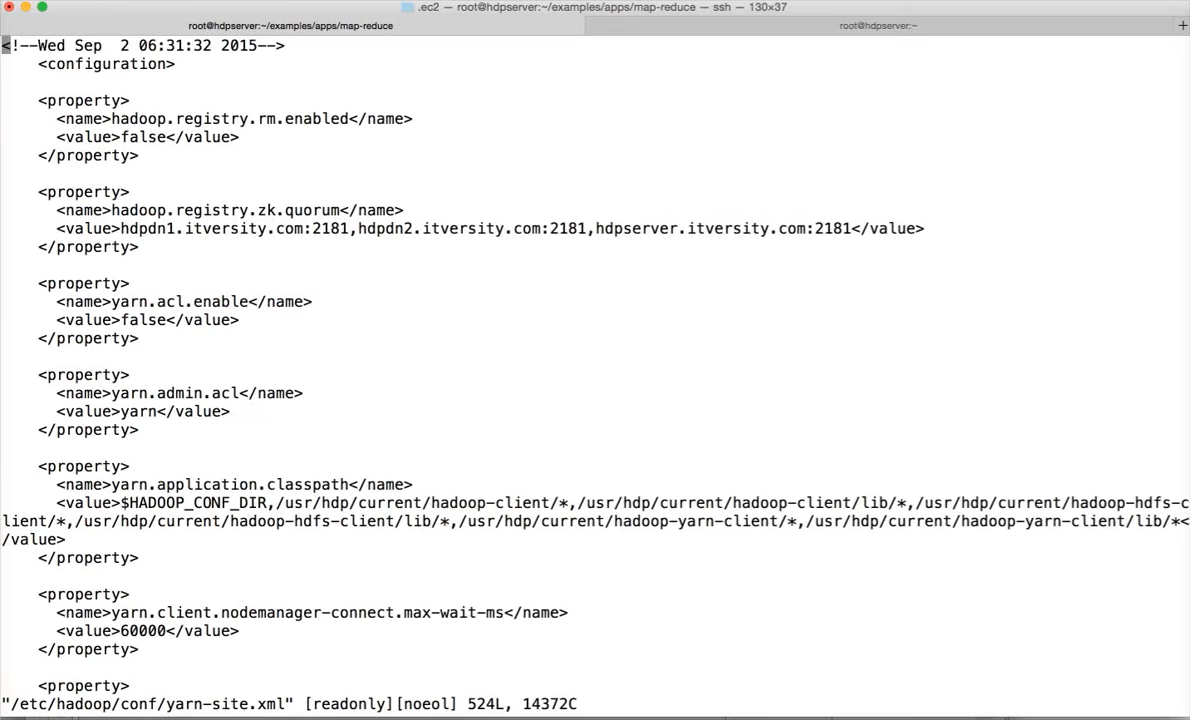 .ec2 — root@hdpserver:~/examples/apps/map-reduce — ssh — 130×37
root@hdpserver:~/examples/apps/map-reduce
root@hdpserver:~
+
<!--Wed Sep  2 06:31:32 2015-->
    <configuration>

    <property>
      <name>hadoop.registry.rm.enabled</name>
      <value>false</value>
    </property>

    <property>
      <name>hadoop.registry.zk.quorum</name>
      <value>hdpdn1.itversity.com:2181,hdpdn2.itversity.com:2181,hdpserver.itversity.com:2181</value>
    </property>

    <property>
      <name>yarn.acl.enable</name>
      <value>false</value>
    </property>

    <property>
      <name>yarn.admin.acl</name>
      <value>yarn</value>
    </property>

    <property>
      <name>yarn.application.classpath</name>
      <value>$HADOOP_CONF_DIR,/usr/hdp/current/hadoop-client/*,/usr/hdp/current/hadoop-client/lib/*,/usr/hdp/current/hadoop-hdfs-c
lient/*,/usr/hdp/current/hadoop-hdfs-client/lib/*,/usr/hdp/current/hadoop-yarn-client/*,/usr/hdp/current/hadoop-yarn-client/lib/*<
/value>
    </property>

    <property>
      <name>yarn.client.nodemanager-connect.max-wait-ms</name>
      <value>60000</value>
    </property>

    <property>
"/etc/hadoop/conf/yarn-site.xml" [readonly][noeol] 524L, 14372C